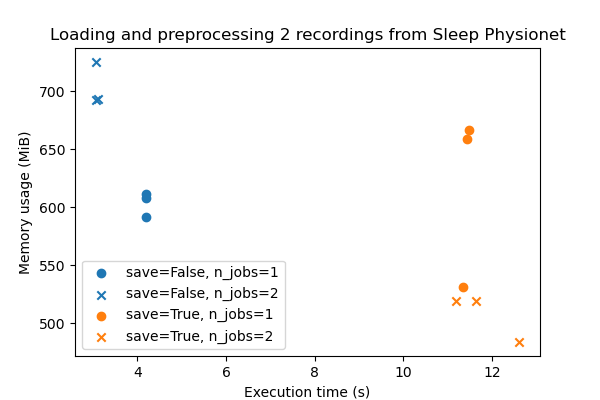 Loading and preprocessing 2 recordings from Sleep Physionet
Memory usage (MiB)
700
650
600
550
500
save=False, n_jobs=1
save=False, n_jobs=2
save=True, n_jobs=1
save=True, n_jobs=2
4 6 8 10 12
Execution time (s)